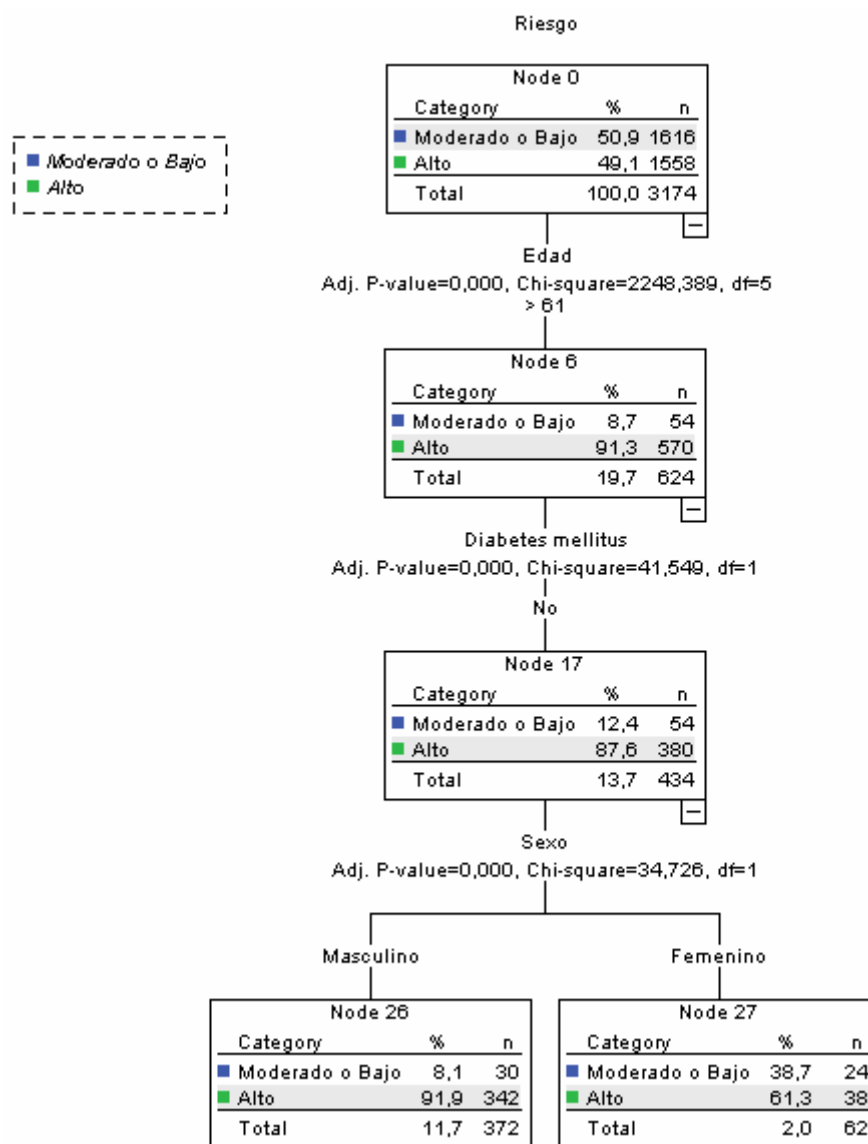 Riesgo
Node 0
Category % n
Moderado o Bajo 50,9 1616
Alto 49,1 1558
Total 100,0 3174
Moderado o Bajo
Alto
Edad
Adj. P-value=0,000, Chi-square=2248,389, df=5
> 61
Node 6
Category % n
Moderado o Bajo 8,7 54
Alto 91,3 570
Total 19,7 624
Diabetes mellitus
Adj. P-value=0,000, Chi-square=41,549, df=1
No
Node 17
Category % n
Moderado o Bajo 12,4 54
Alto 87,6 380
Total 13,7 434
Sexo
Adj. P-value=0,000, Chi-square=34,726, df=1
Masculino
Femenino
Node 26
Category % n
Moderado o Bajo 8,1 30
Alto 91,9 342
Total 11,7 372
Node 27
Category % n
Moderado o Bajo 38,7 24
Alto 61,3 38
Total 2,0 62